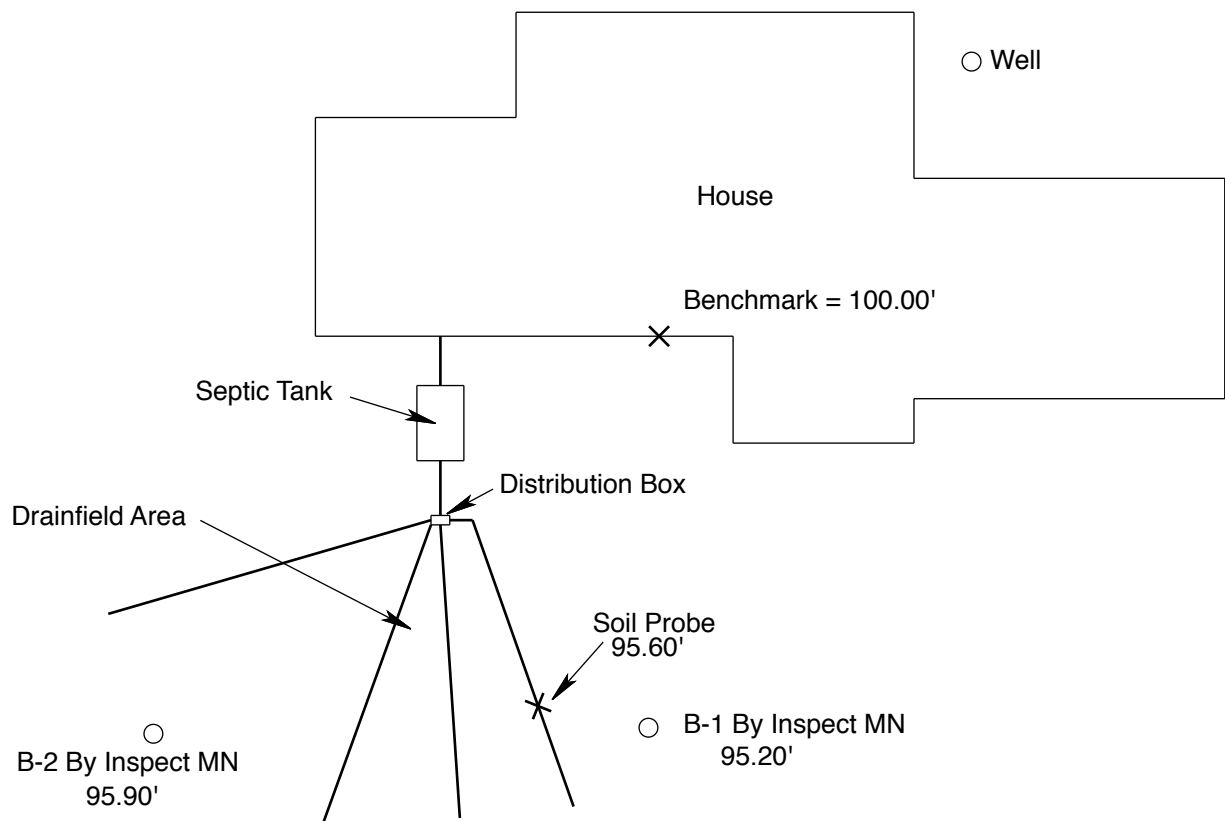 Well
House
Benchmark = 100.00'
Septic Tank
Distribution Box
Drainfield Area
Soil Probe
95.60'
B-1 By Inspect MN
95.20'
B-2 By Inspect MN
95.90'